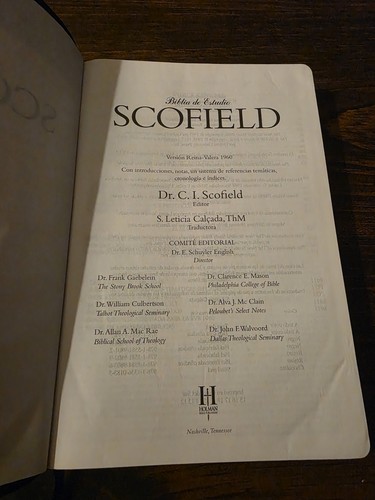 Biblia de Estudio
SCOFIELD
Versión Reina-Valera 1960
Con introducciones, notas, un sistema de referencias temáticas,
cronología e índices.
Dr. C. I. Scofield
Editor
S. Leticia Calçada, ThM
Traductora
COMITÉ EDITORIAL
Dr. E. Schuyler English
Director
Dr. Frank Gaebelein
The Stony Brook School
Dr. William Culbertson
Talbot Theological Seminary
Dr. Allan A. Mac Rae
Biblical School of Theology
Dr. Clarence E. Mason
Philadelphia College of Bible
Dr. Alva J. Mc Clain
Select Notes
Dr. John F. Walvoord
Dallas Theological Seminary
H
HOLMAN
Nashville, Tennessee